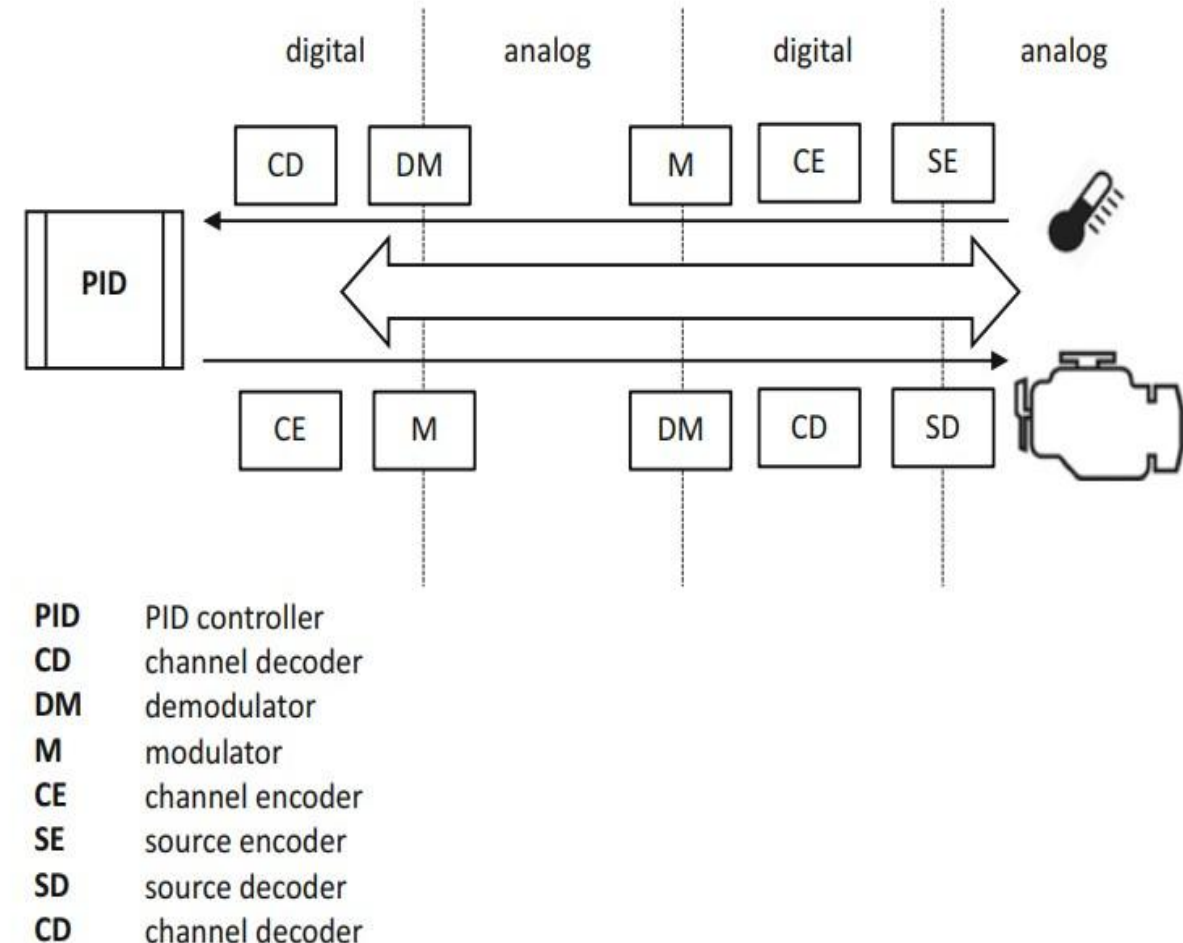 digital analog digital analog
CD DM M CE SE
PID
CE M DM CD SD
PID PID controller
CD channel decoder
DM demodulator
M modulator
CE channel encoder
SE source encoder
SD source decoder
CD channel decoder